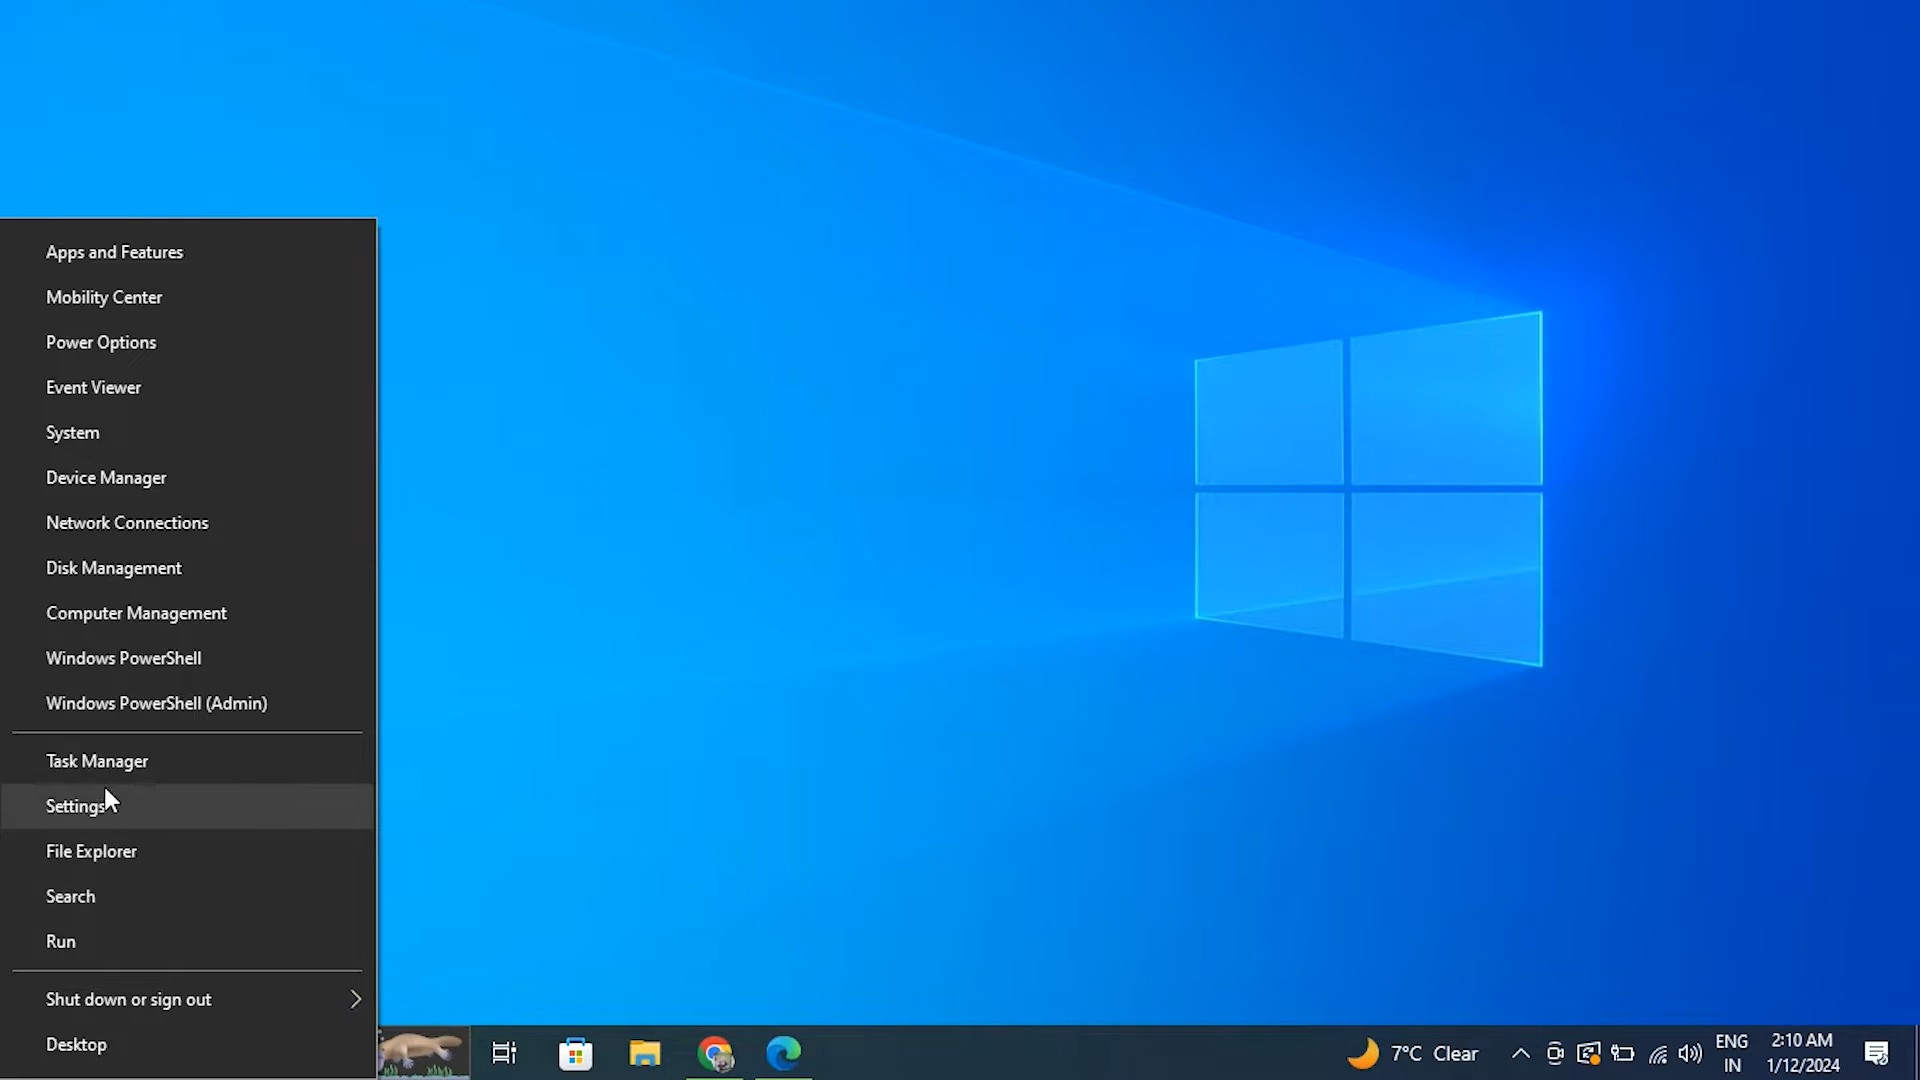 Apps and Features
Mobility Center
Power Options
Event Viewer
System
Device Manager
Network Connections
Disk Management
Computer Management
Windows PowerShell
Windows PowerShell (Admin)
Task Manager
Settings
File Explorer
Search
Run
Shut down or sign out
Desktop
7°C Clear
ENG
IN
2:10 AM
1/12/2024